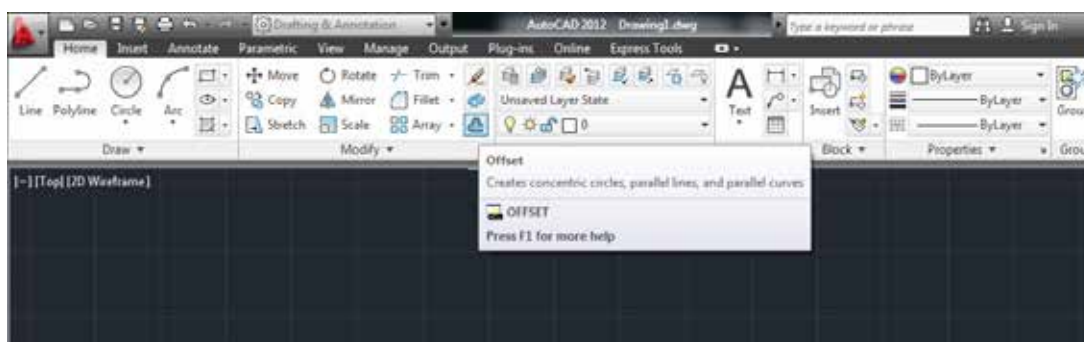 Drafting & Annotation AutoCAD 2012 Drawing1.dwg Type a keyword or phrase Sign In
Home Insert Annotate Parametric View Manage Output Plug-ins Online Express Tools
Move Rotate Trim ByLayer
Line Polyline Circle Arc Copy Mirror Fillet Unsaved Layer State Text Insert ByLayer Grou
Stretch Scale Array 0 ByLayer
Draw Modify Block Properties Grou
[-][Top][2D Wireframe]
Offset
Creates concentric circles, parallel lines, and parallel curves
OFFSET
Press F1 for more help